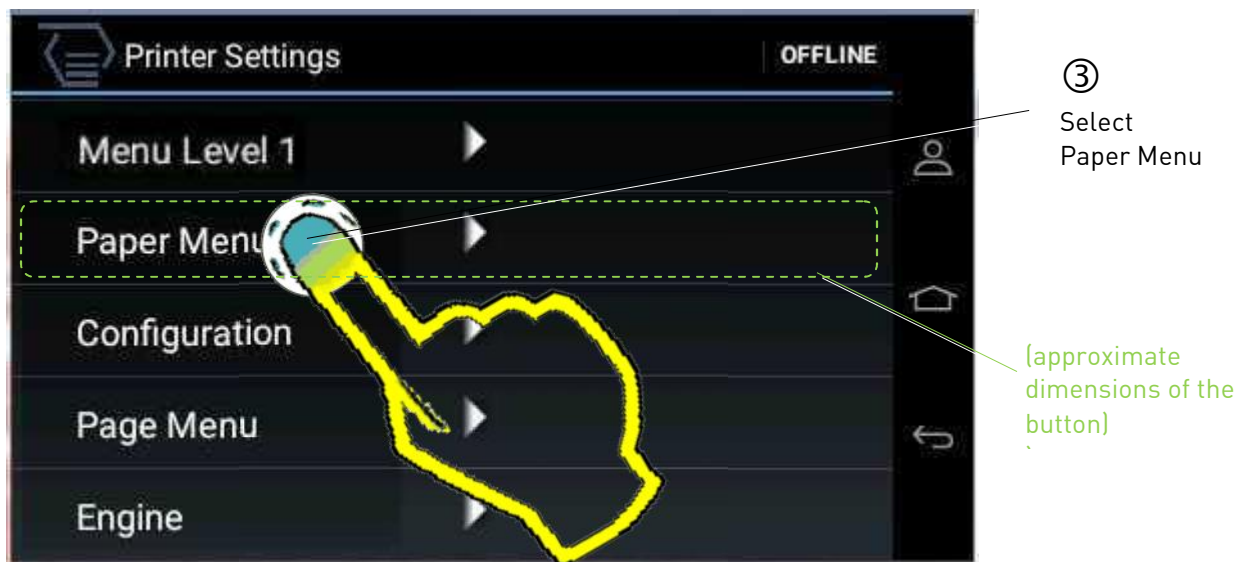 Printer Settings
OFFLINE
Menu Level 1
Paper Menu
Configuration
Page Menu
Engine
③
Select
Paper Menu
(approximate
dimensions of the
button)